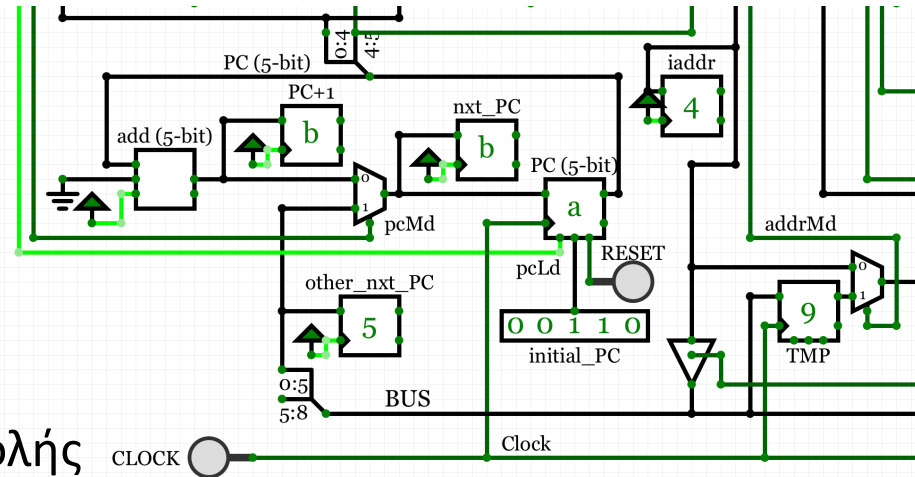 0:4
4:5
PC (5-bit)
iaddr
4
PC+1
b
nxt_PC
b
add (5-bit)
PC (5-bit)
a
0
1
pcMd
addrMd
pcLd
RESET
0
1
other_nxt_PC
5
0 0 1 1 0
initial_PC
9
TMP
0:5
5:8
BUS
Clock
CLOCK
ολής